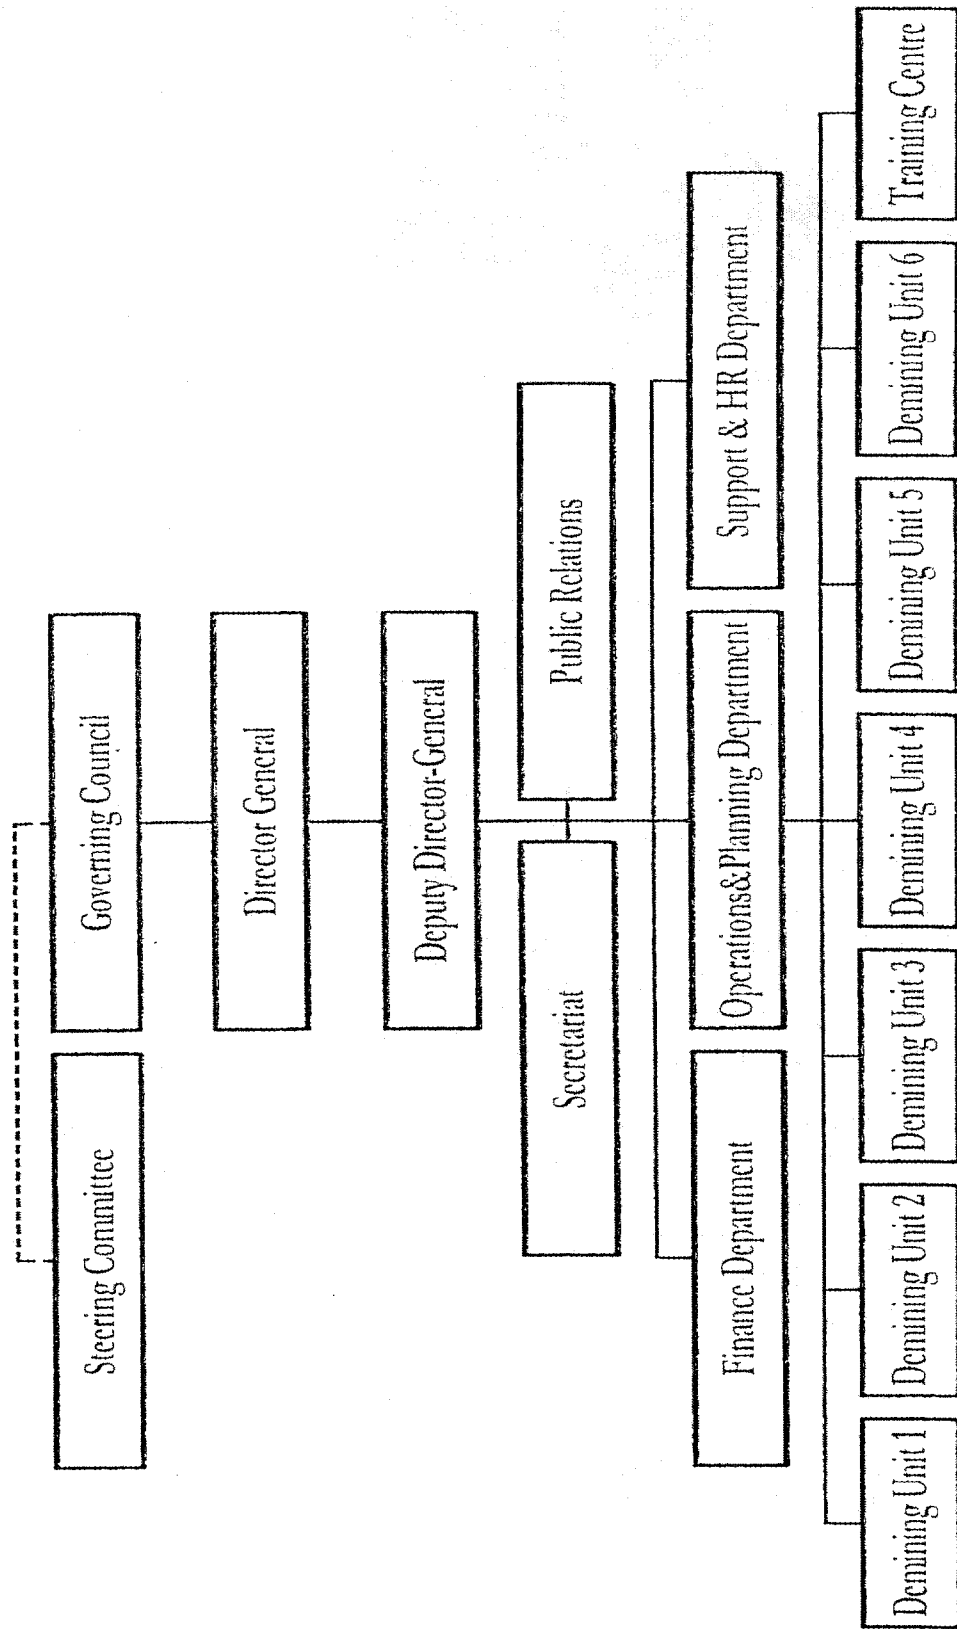 Steering Committee
Governing Council
Director General
Deputy Director-General
Secretariat
Public Relations
Finance Department
Operations&Planning Department
Support & HR Department
Demining Unit 1
Demining Unit 2
Demining Unit 3
Demining Unit 4
Demining Unit 5
Demining Unit 6
Training Centre